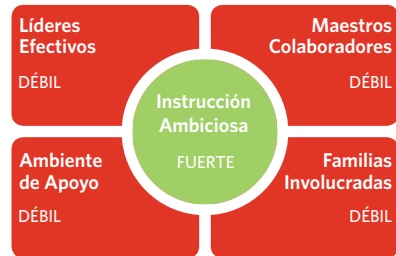 Líderes
Efectivos
DÉBIL
Maestros
Colaboradores
DÉBIL
Instrucción
Ambiciosa
FUERTE
Ambiente
de Apoyo
DÉBIL
Familias
Involucradas
DÉBIL